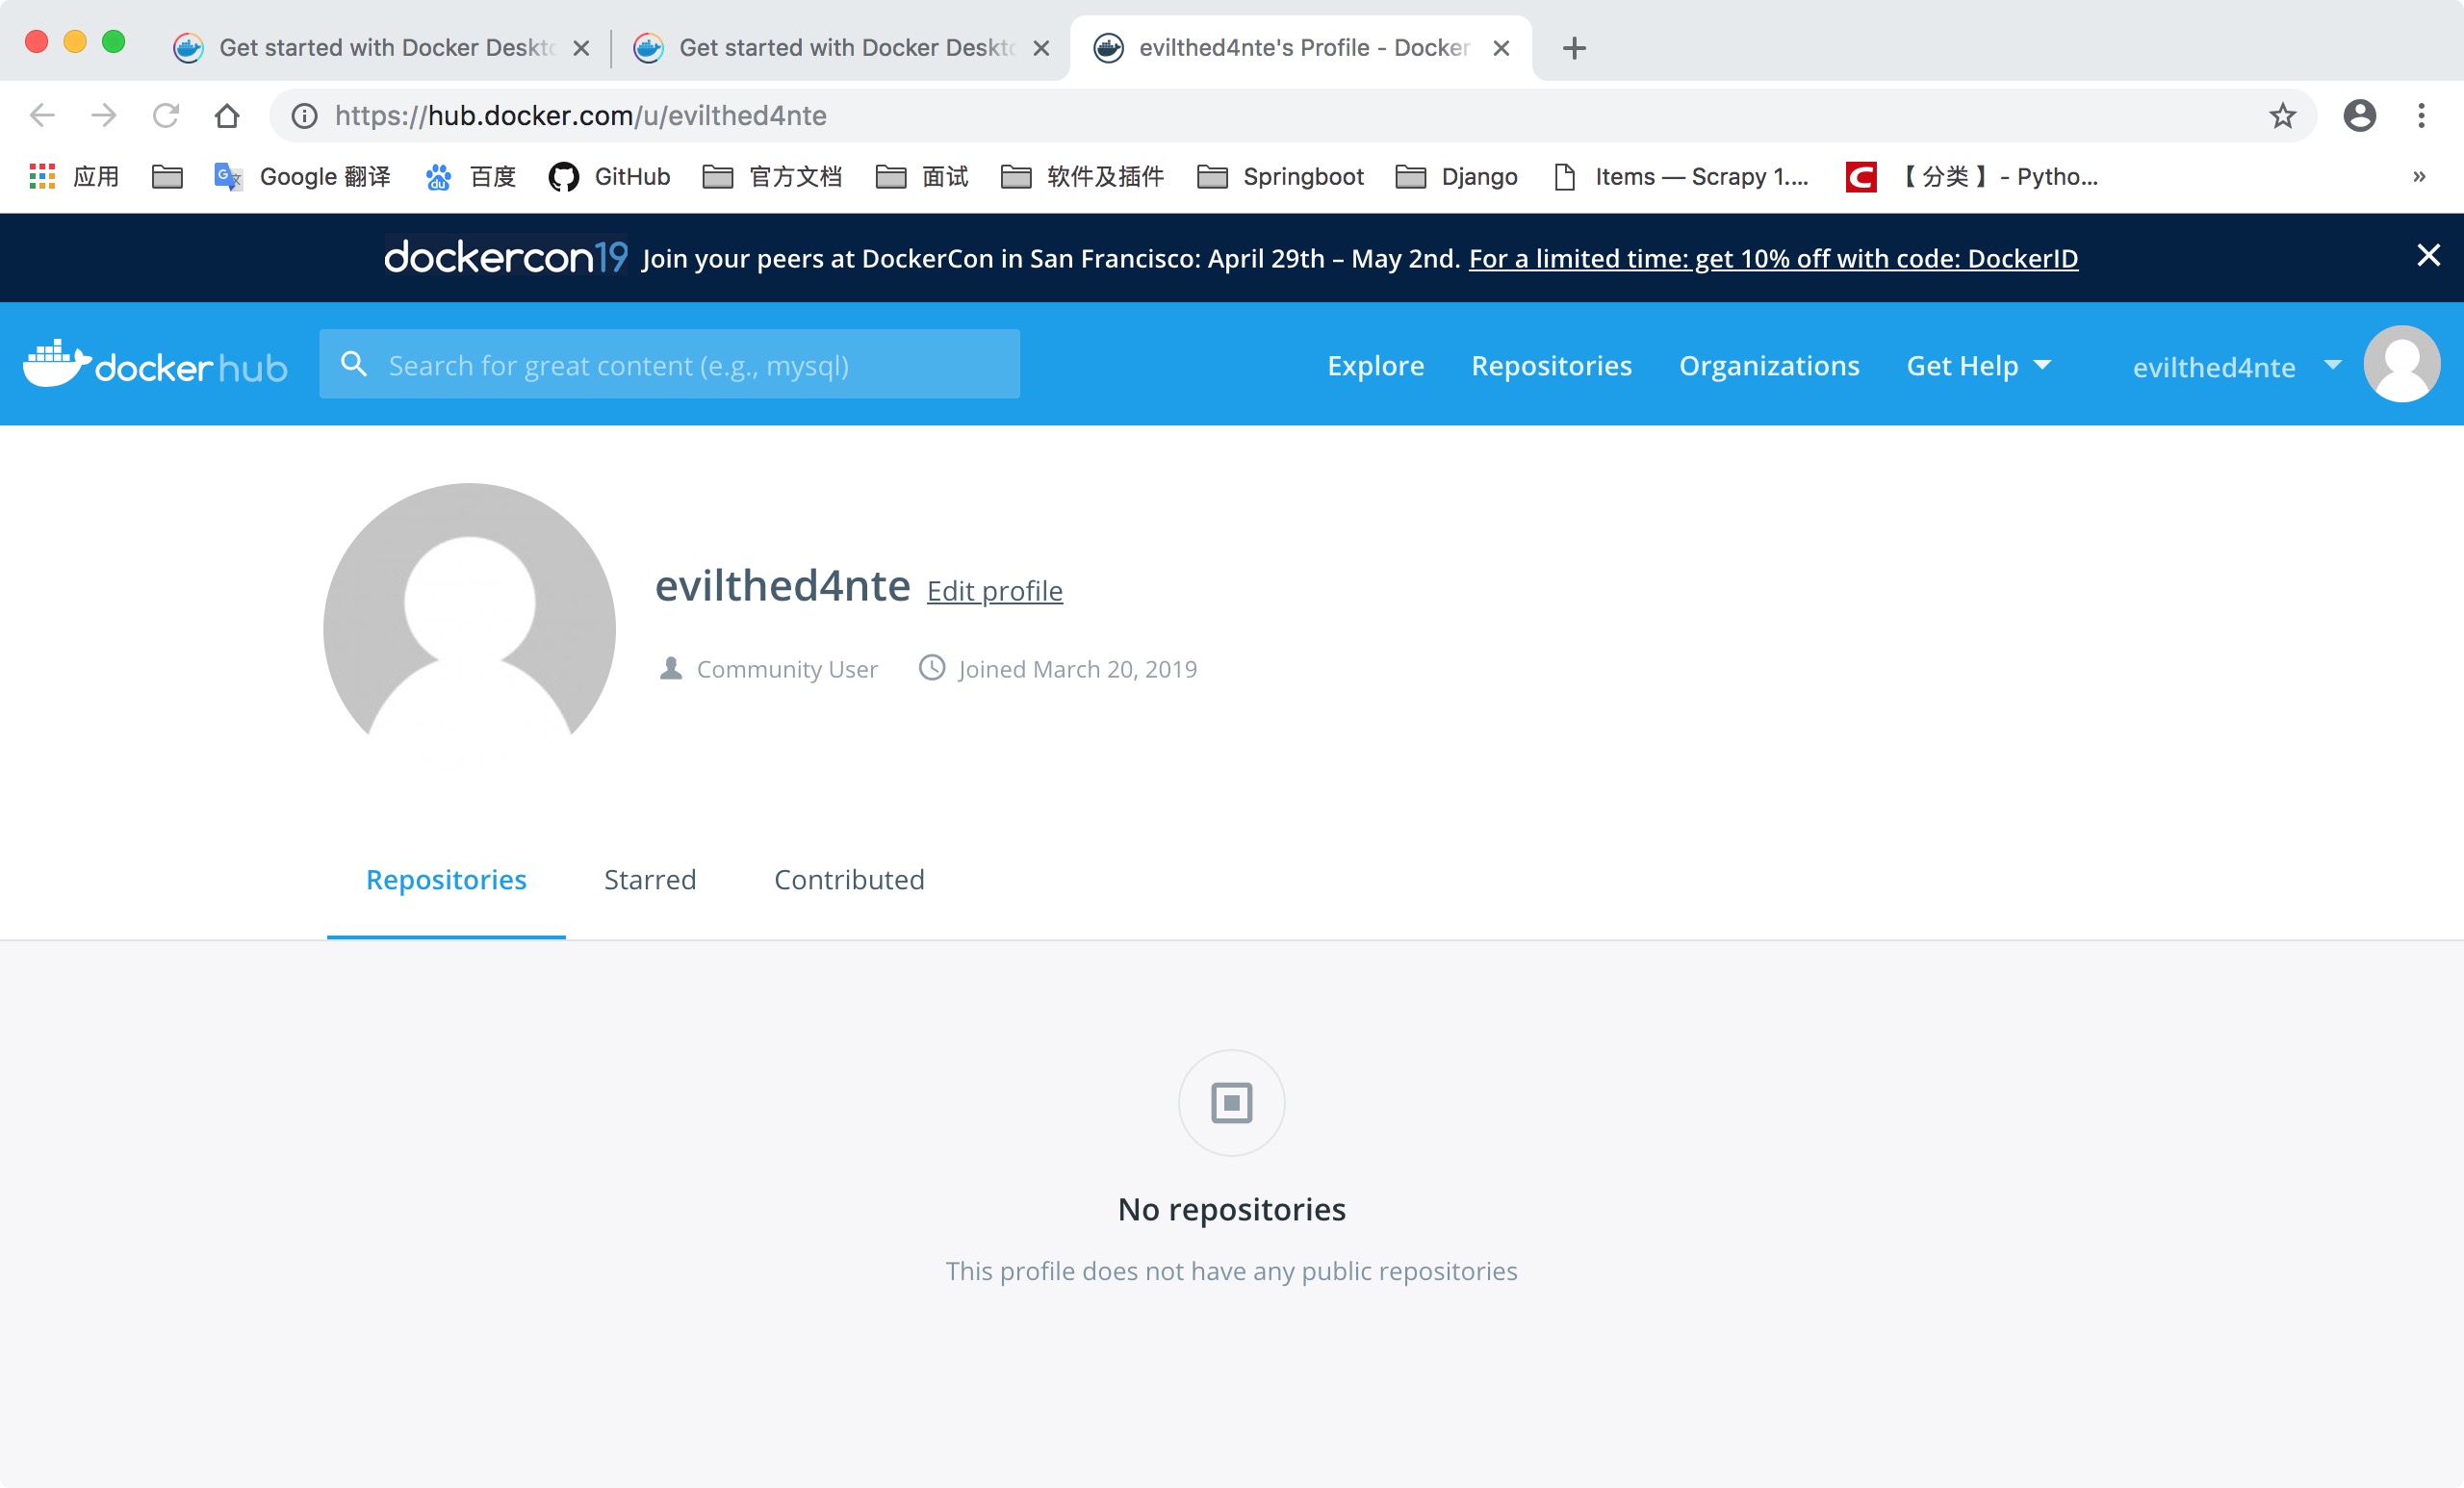 Get started with Docker Deskto
Get started with Docker Deskto
evilthed4nte's Profile - Docker
https://hub.docker.com/u/evilthed4nte
应用
Google 翻译
百度
GitHub
官方文档
面试
软件及插件
Springboot
Django
Items — Scrapy 1....
【 分类 】 - Pytho...
»
dockercon19 Join your peers at DockerCon in San Francisco: April 29th – May 2nd. For a limited time: get 10% off with code: DockerID
docker hub
Search for great content (e.g., mysql)
Explore
Repositories
Organizations
Get Help
evilthed4nte
evilthed4nte Edit profile
Community User
Joined March 20, 2019
Repositories
Starred
Contributed
No repositories
This profile does not have any public repositories